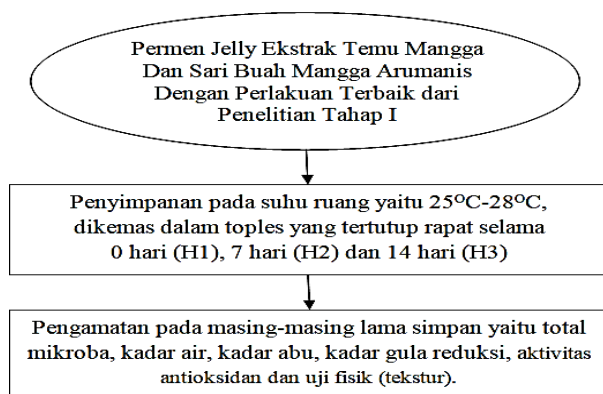 Permen Jelly Ekstrak Temu Mangga
Dan Sari Buah Mangga Arumanis
Dengan Perlakuan Terbaik dari
Penelitian Tahap I
Penyimpanan pada suhu ruang yaitu 25°C-28°C,
dikemas dalam toples yang tertutup rapat selama
0 hari (H1), 7 hari (H2) dan 14 hari (H3)
Pengamatan pada masing-masing lama simpan yaitu total
mikroba, kadar air, kadar abu, kadar gula reduksi, aktivitas
antioksidan dan uji fisik (tekstur).